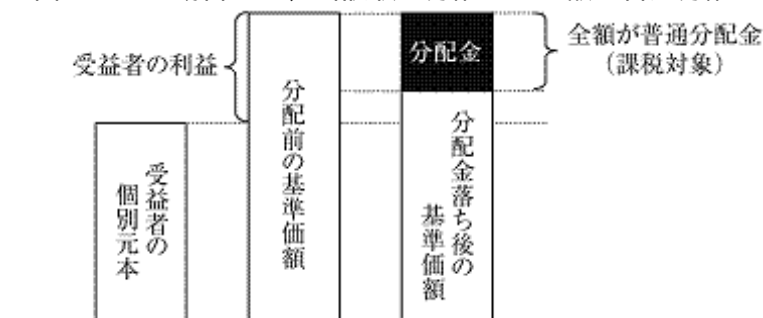 受益者の利益
分配金
全額が普通分配金
(課税対象)
受益者の
個別元本
分配前の基準価額
分配金落ち後の
基準価額